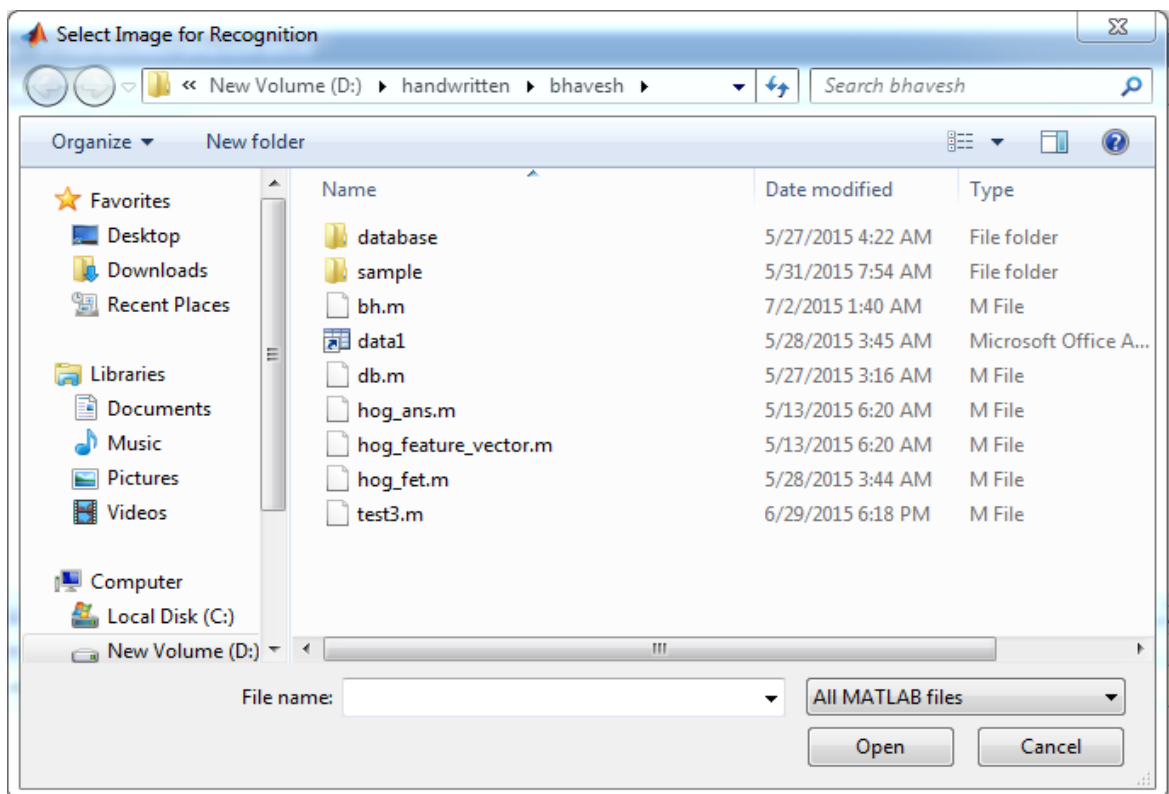 Select Image for Recognition
« New Volume (D:) handwritten bhavesh Search bhavesh
Organize New folder
Name Date modified Type
Favorites
Desktop
Downloads
Recent Places
Libraries
Documents
Music
Pictures
Videos
Computer
Local Disk (C:)
New Volume (D:)
database 5/27/2015 4:22 AM File folder
sample 5/31/2015 7:54 AM File folder
bh.m 7/2/2015 1:40 AM M File
data1 5/28/2015 3:45 AM Microsoft Office A...
db.m 5/27/2015 3:16 AM M File
hog_ans.m 5/13/2015 6:20 AM M File
hog_feature_vector.m 5/13/2015 6:20 AM M File
hog_fet.m 5/28/2015 3:44 AM M File
test3.m 6/29/2015 6:18 PM M File
File name: All MATLAB files
Open Cancel